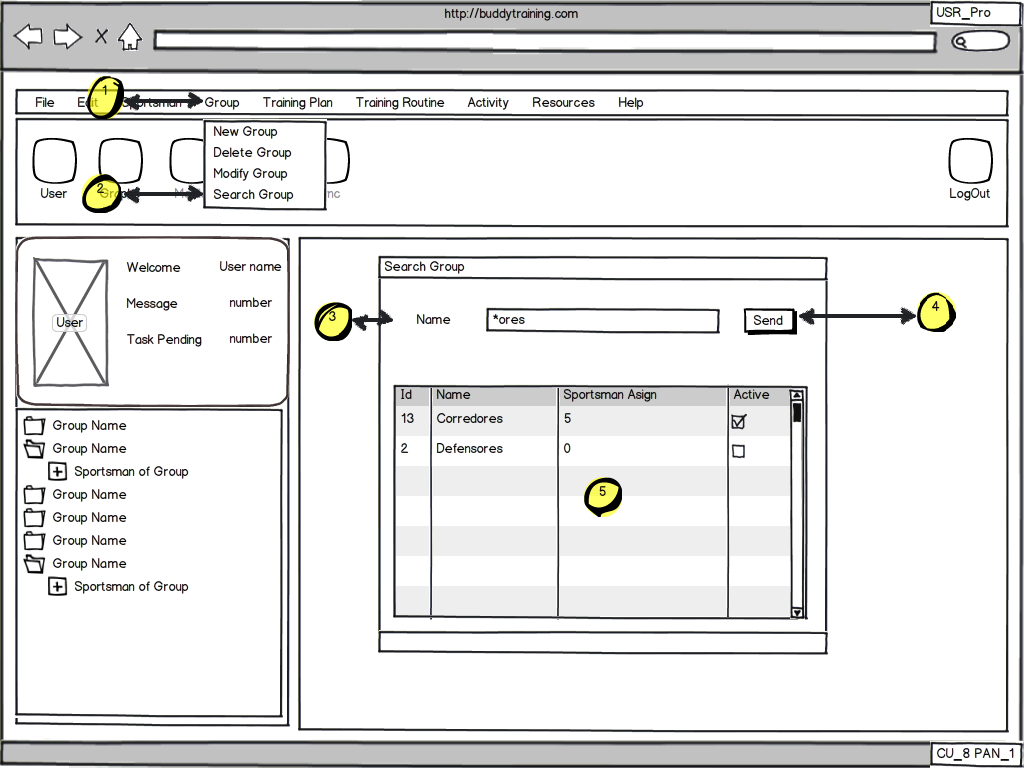 http://buddytraining.com
USR_Pro
1
File Edit Sportsman Group Training Plan Training Routine Activity Resources Help
New Group
Delete Group
Modify Group
Search Group
2
User
LogOut
Search Group
Welcome User name
Message number
Task Pending number
User
3
Name *ores Send
4
Id Name Sportsman Asign Active
13 Corredores 5
2 Defensores 0
5
Group Name
Group Name
Sportsman of Group
Group Name
Group Name
Group Name
Group Name
Sportsman of Group
CU_8 PAN_1